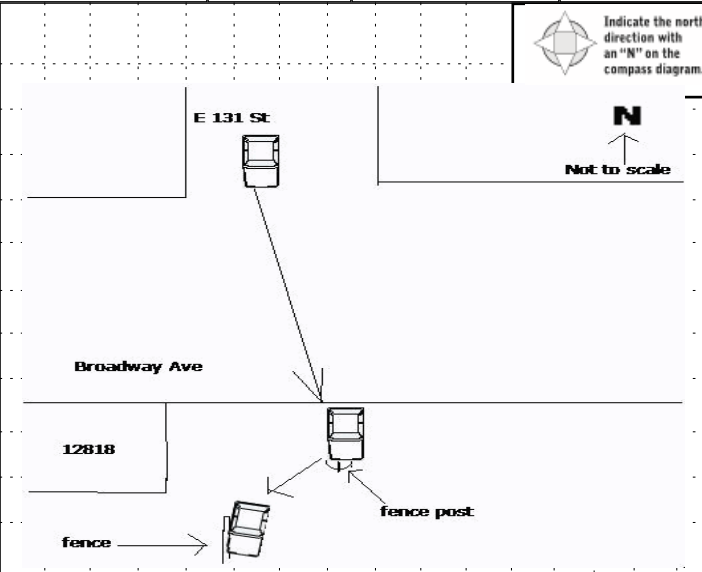 Indicate the north
direction with
an "N" on the
compass diagram.
E 131 St
N
Not to scale
Broadway Ave
12818
fence post
fence